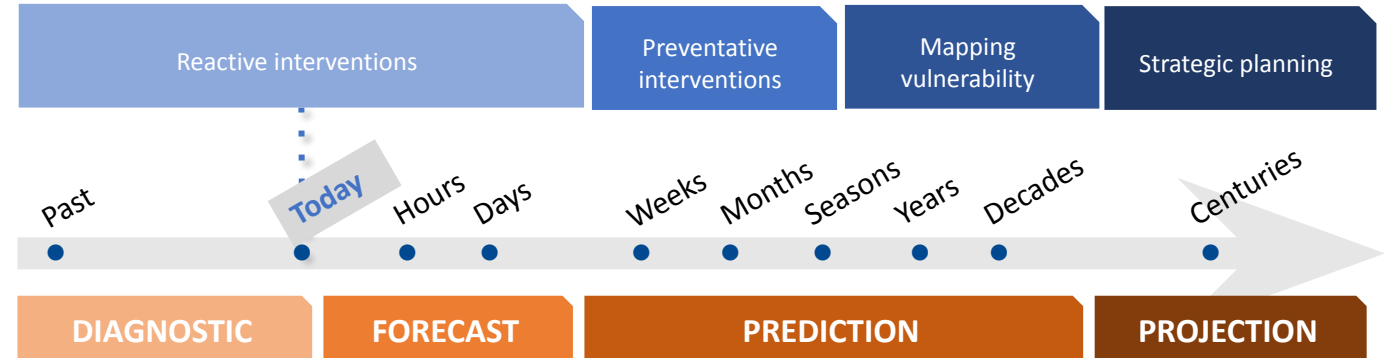 Reactive interventions
Preventative
interventions
Mapping
vulnerability
Strategic planning
Past
Today
Hours
Days
Weeks
Months
Seasons
Years
Decades
Centuries
DIAGNOSTIC
FORECAST
PREDICTION
PROJECTION